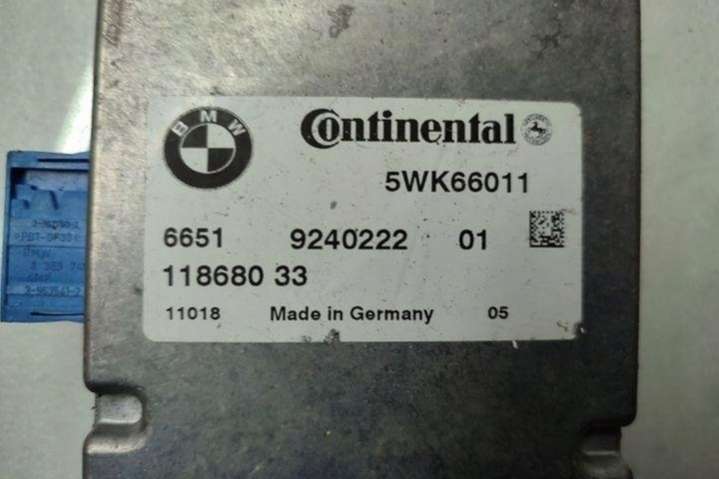 BMW
Continental
5WK66011
6651 9240222 01
118680 33
11018 Made in Germany 05